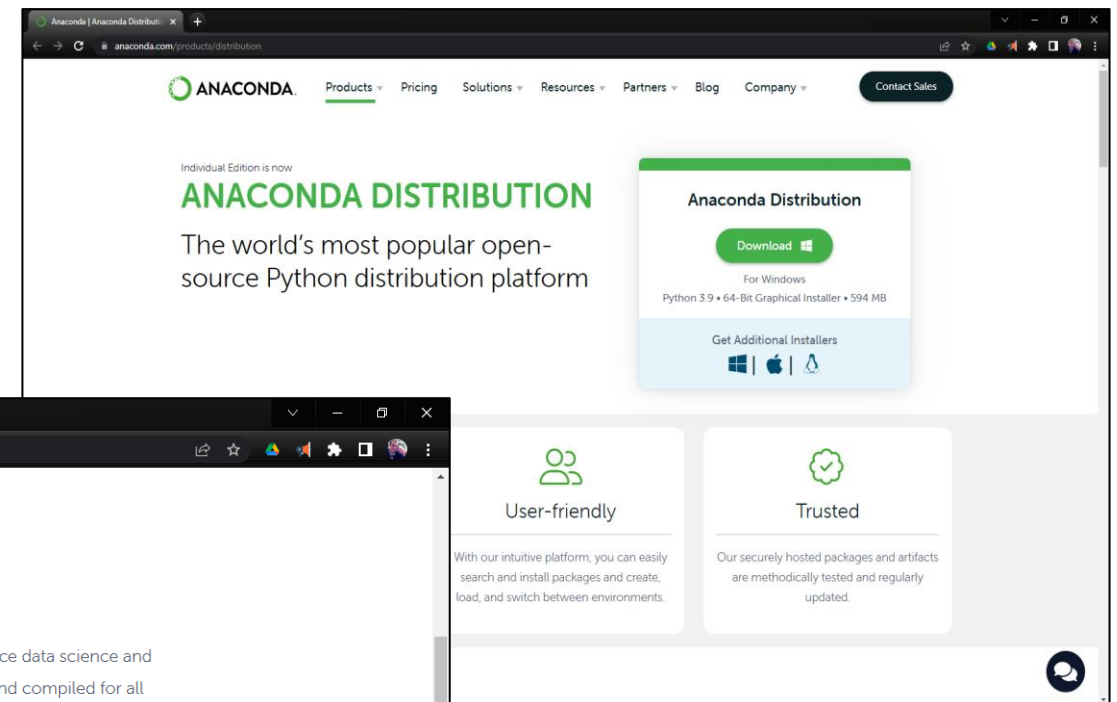 Anaconda | Anaconda Distributio
anaconda.com/products/distribution
ANACONDA.
Products Pricing Solutions Resources Partners Blog Company
Contact Sales
Individual Edition is now
ANACONDA DISTRIBUTION
The world's most popular open-
source Python distribution platform
Anaconda Distribution
Download
For Windows
Python 3.9 • 64-Bit Graphical Installer • 594 MB
Get Additional Installers
User-friendly
With our intuitive platform, you can easily
search and install packages and create,
load, and switch between environments.
Trusted
Our securely hosted packages and artifacts
are methodically tested and regularly
updated.
ce data science and
nd compiled for all